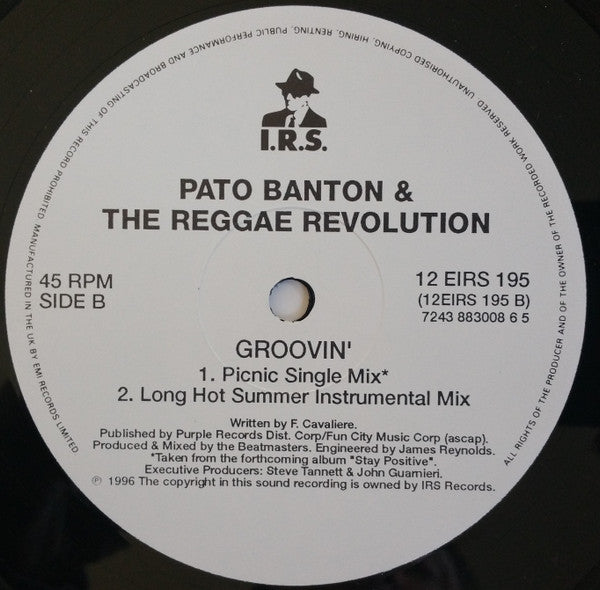 I.R.S.
PATO BANTON &
THE REGGAE REVOLUTION
45 RPM
SIDE B
12 EIRS 195
(12EIRS 195 B)
7243 883008 6 5
GROOVIN'
1. Picnic Single Mix*
2. Long Hot Summer Instrumental Mix
Written by F. Cavaliere.
Published by Purple Records Dist. Corp/Fun City Music Corp (ascap).
Produced & Mixed by the Beatmasters. Engineered by James Reynolds.
*Taken from the forthcoming album "Stay Positive".
Executive Producers: Steve Tannett & John Guarnieri.
℗ 1996 The copyright in this sound recording is owned by IRS Records.
ALL RIGHTS OF THE PRODUCER AND OF THE OWNER OF THE RECORDED WORK RESERVED UNAUTHORISED COPYING, HIRING, RENTING, PUBLIC PERFORMANCE AND BROADCASTING OF THIS RECORD PROHIBITED MANUFACTURED IN THE UK BY EMI RECORDS LIMITED